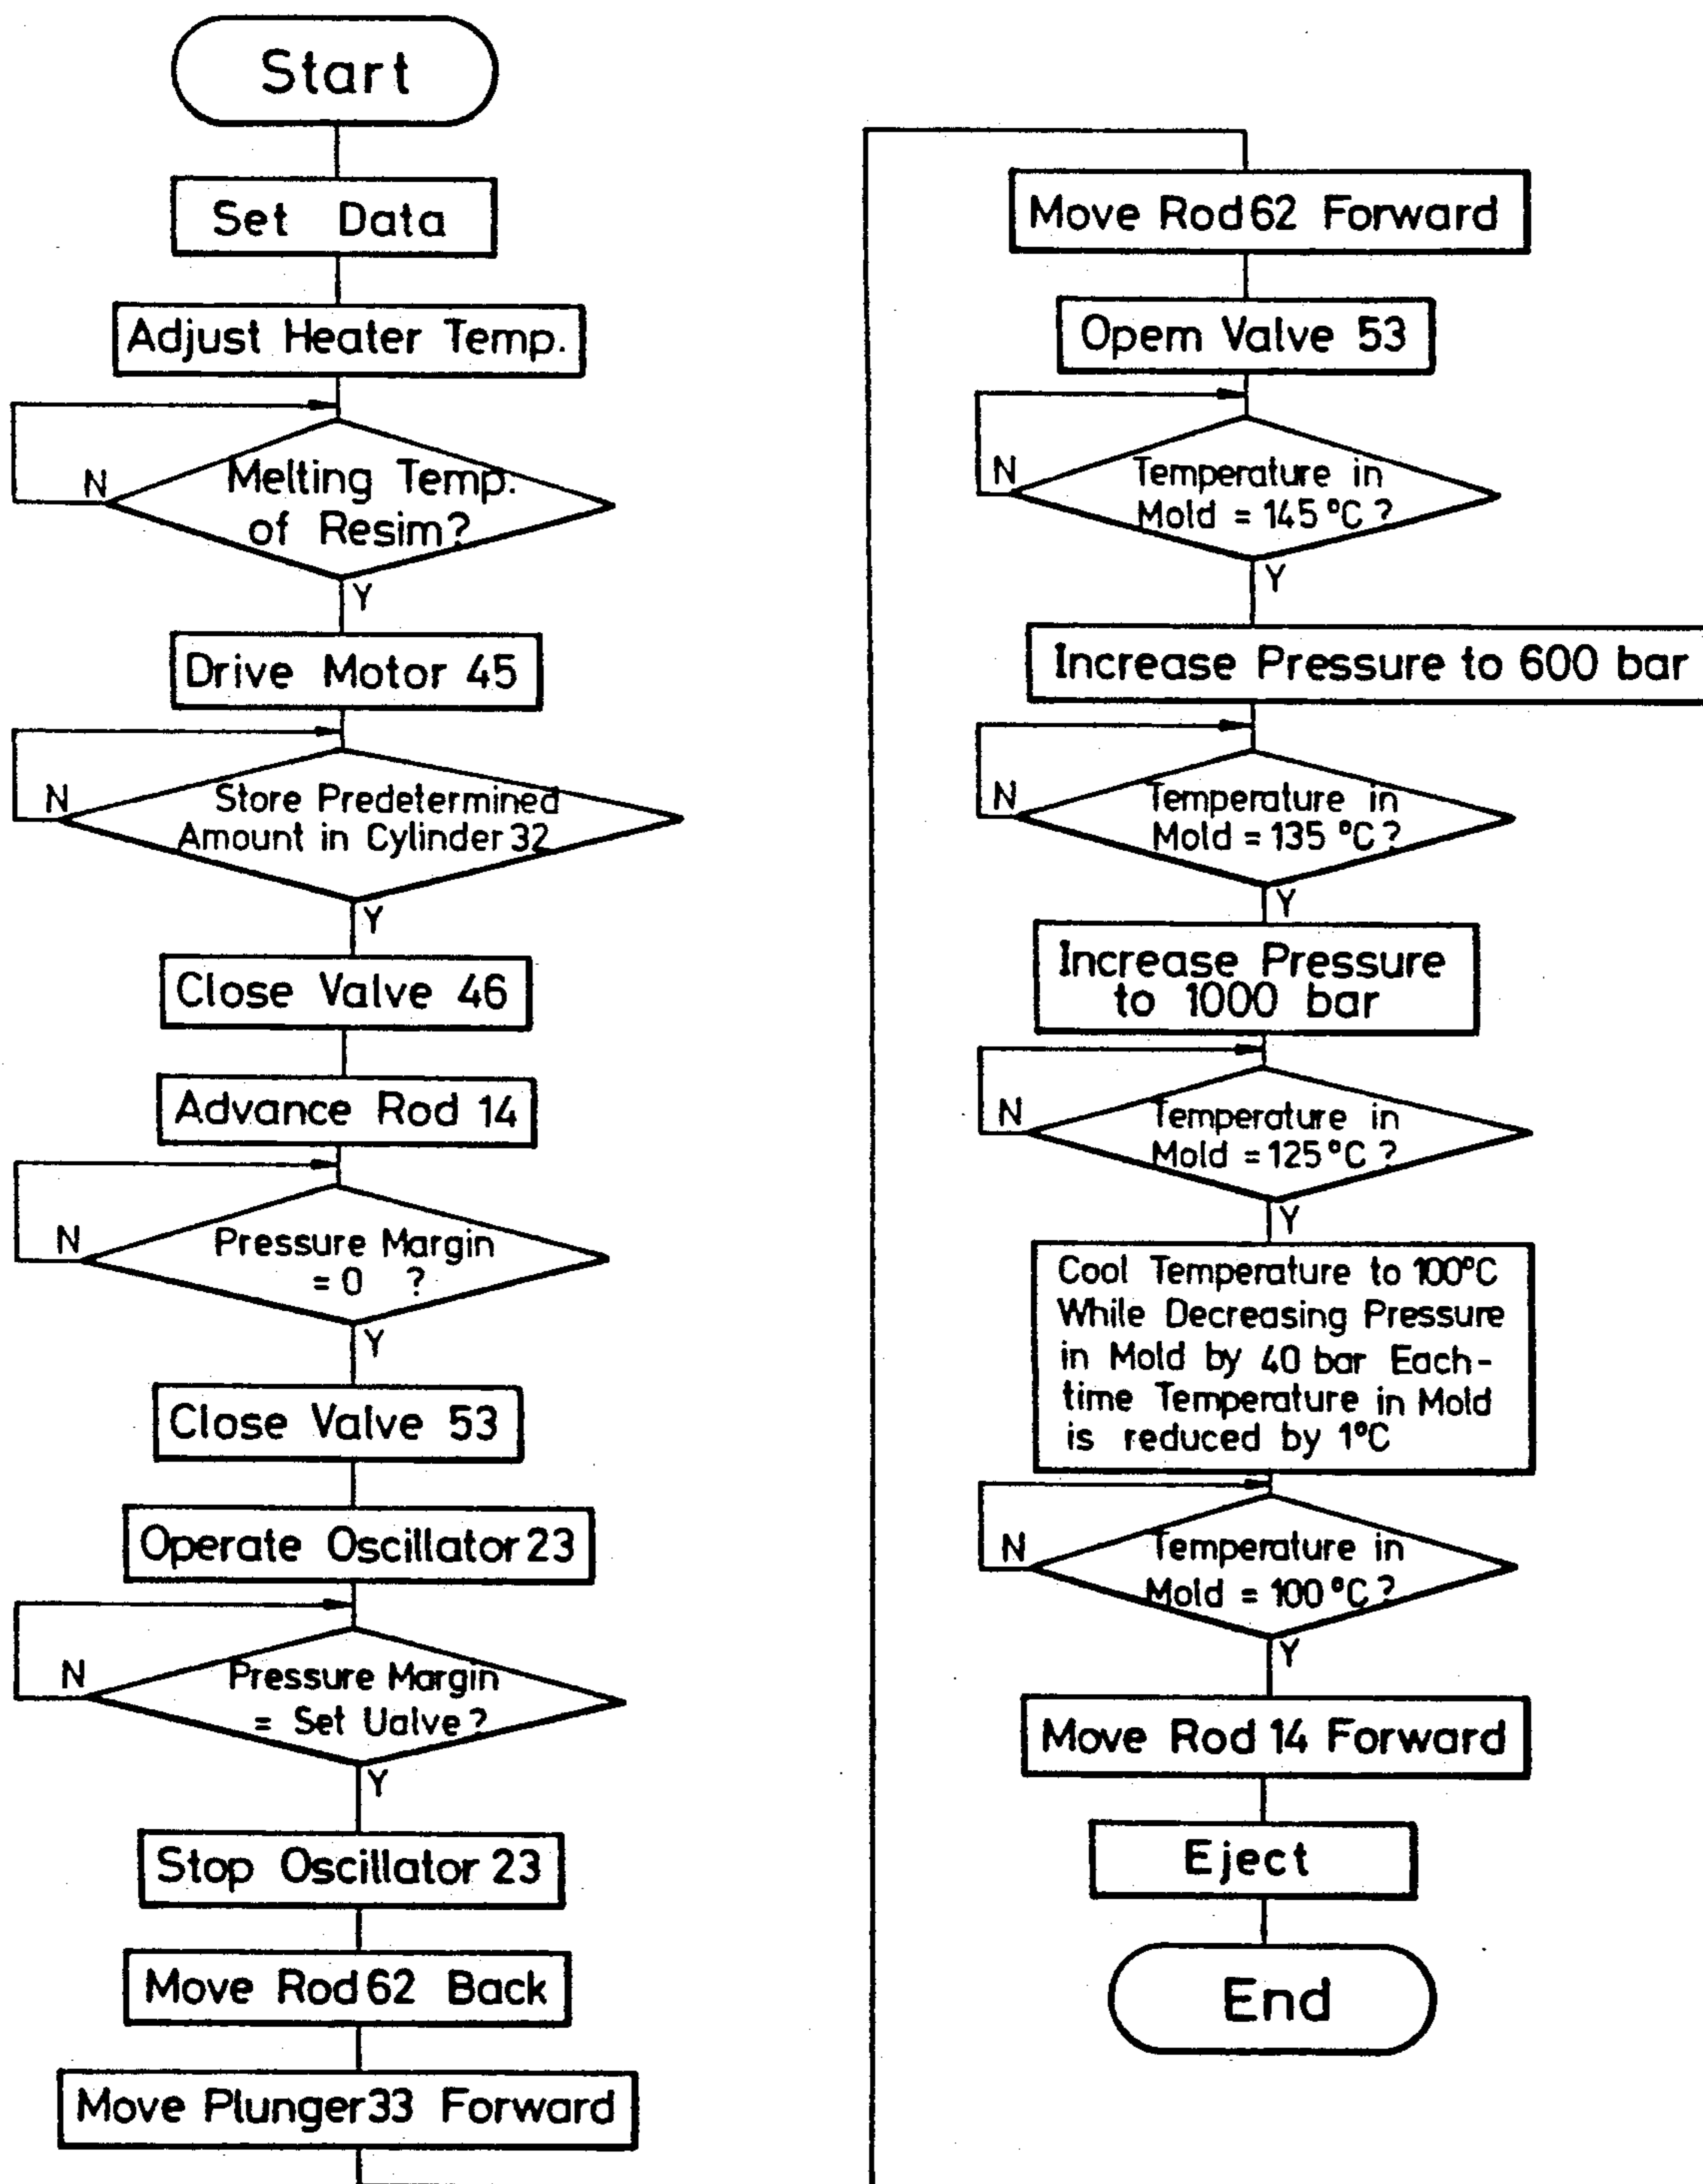 Start
Set Data
Adjust Heater Temp.
N
Melting Temp.
of Resim?
Y
Drive Motor 45
N
Store Predetermined
Amount in Cylinder 32
Y
Close Valve 46
Advance Rod 14
N
Pressure Margin
= 0 ?
Y
Close Valve 53
Operate Oscillator 23
N
Pressure Margin
= Set Ualve?
Y
Stop Oscillator 23
Move Rod 62 Back
Move Plunger 33 Forward
Move Rod 62 Forward
Opem Valve 53
N
Temperature in
Mold = 145 °C ?
Y
Increase Pressure to 600 bar
N
Temperature in
Mold = 135 °C ?
Y
Increase Pressure
to 1000 bar
N
Temperature in
Mold = 125 °C ?
Y
Cool Temperature to 100°C
While Decreasing Pressure
in Mold by 40 bar Each-
time Temperature in Mold
is reduced by 1°C
N
Temperature in
Mold = 100 °C ?
Y
Move Rod 14 Forward
Eject
End